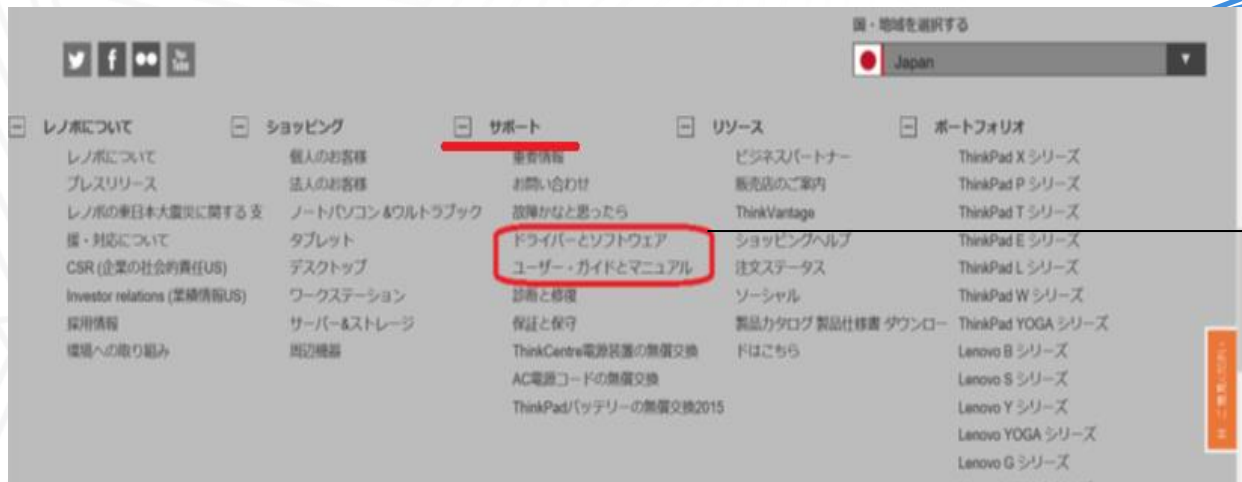 国・地域を選択する
You Tube
Japan
レノボについて
レノボについて
プレスリリース
レノボの東日本大震災に関する支
援・対応について
CSR (企業の社会的責任US)
Investor relations (業績情報US)
採用情報
環境への取り組み
ショッピング
個人のお客様
法人のお客様
ノートパソコン &ウルトラブック
タブレット
デスクトップ
ワークステーション
サーバー&ストレージ
周辺機器
サポート
重要情報
お問い合わせ
故障かなと思ったら
ドライバーとソフトウェア
ユーザー・ガイドとマニュアル
診断と修復
保証と保守
ThinkCentre電源装置の無償交換
AC電源コードの無償交換
ThinkPadバッテリーの無償交換2015
リソース
ビジネスパートナー
販売店のご案内
ThinkVantage
ショッピングヘルプ
注文ステータス
ソーシャル
製品カタログ 製品仕様書 ダウンロー
ドはこちら
ポートフォリオ
ThinkPad X シリーズ
ThinkPad P シリーズ
ThinkPad T シリーズ
ThinkPad E シリーズ
ThinkPad L シリーズ
ThinkPad W シリーズ
ThinkPad YOGA シリーズ
Lenovo B シリーズ
Lenovo S シリーズ
Lenovo Y シリーズ
Lenovo YOGA シリーズ
Lenovo G シリーズ